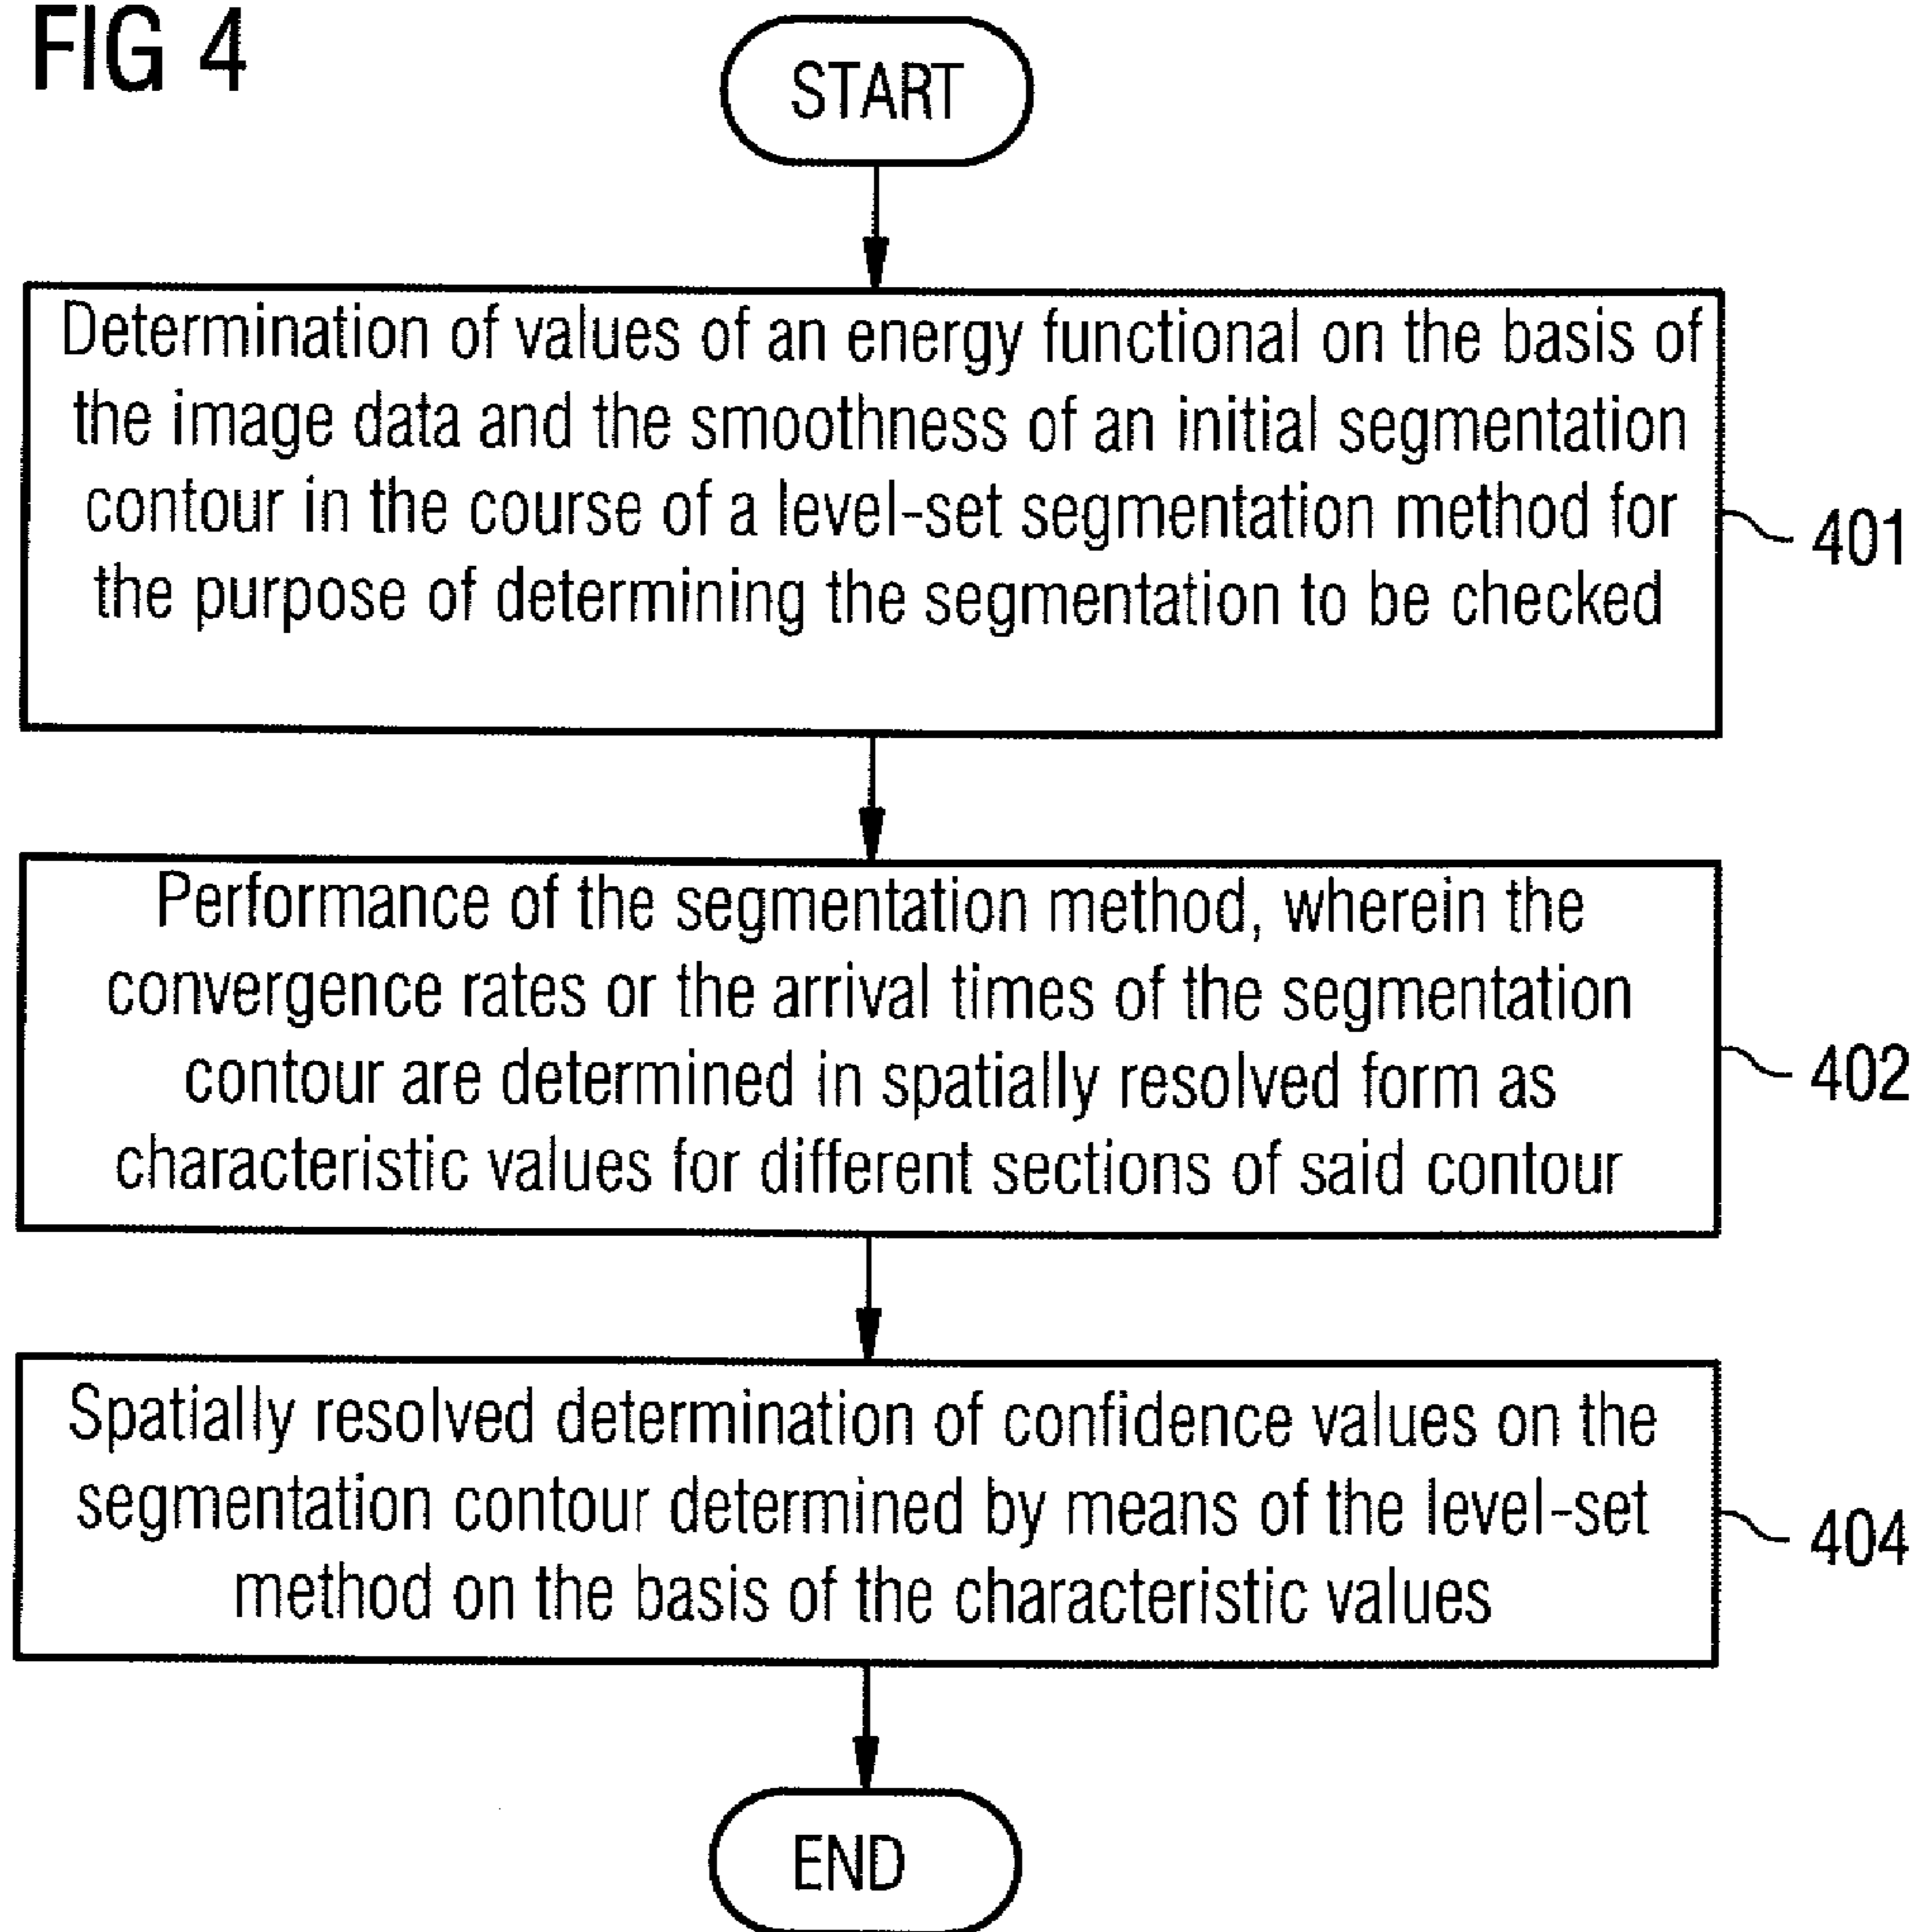 FIG 4
START
Determination of values of an energy functional on the basis of
the image data and the smoothness of an initial segmentation
contour in the course of a level-set segmentation method for
the purpose of determining the segmentation to be checked
401
Performance of the segmentation method, wherein the
convergence rates or the arrival times of the segmentation
contour are determined in spatially resolved form as
characteristic values for different sections of said contour
402
Spatially resolved determination of confidence values on the
segmentation contour determined by means of the level-set
method on the basis of the characteristic values
404
END